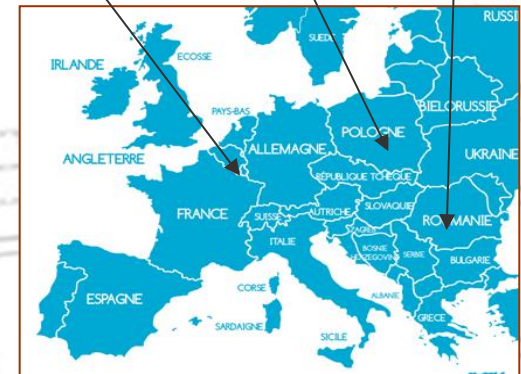 RUSSI
SUEDE
ECOSSE
IRLANDE
BIELORUSSIE
PAYS-BAS
POLOGNE
ALLEMAGNE
ANGLETERRE
UKRAINE
RÉPUBLIQUE TCHEQUE
SLOVAQUIE
FRANCE
SUISSE
AUTRICHE
ROUMANIE
ZAGREB
ITALIE
BOSNIE
HERZEGOVINE
SERBIE
BULGARIE
CORSE
ESPAGNE
ALBANIE
SARDAIGNE
GRECE
SICILE